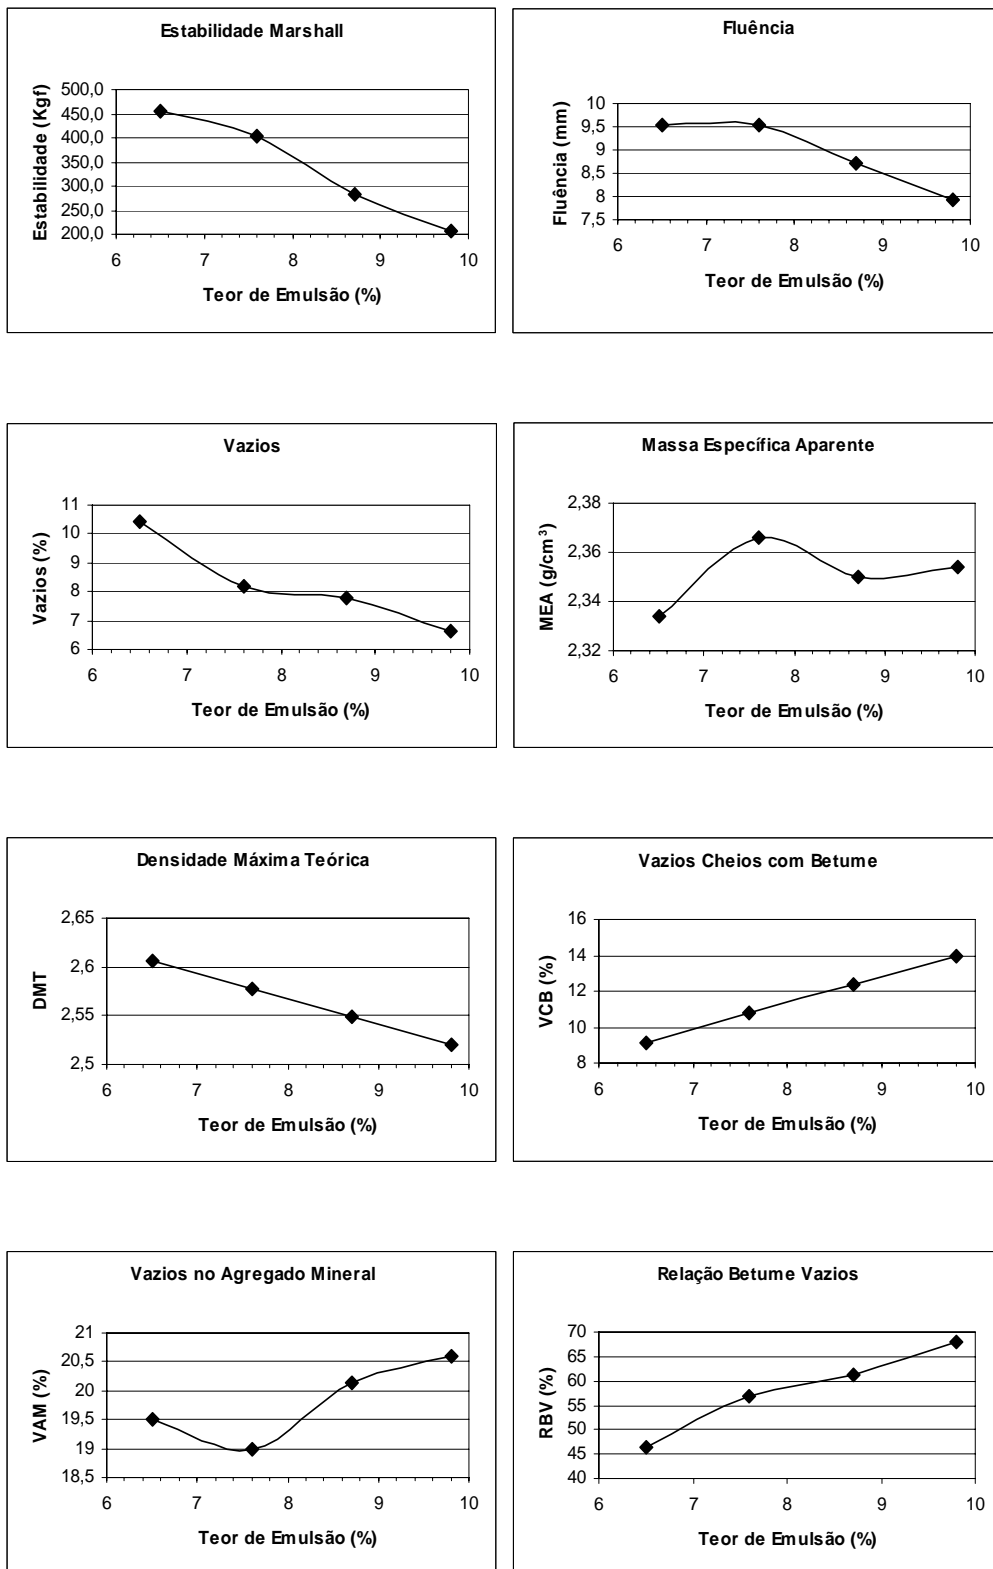 Estabilidade Marshall
Estabilidade (Kgf)
500,0
450,0
400,0
350,0
300,0
250,0
200,0
6 7 8 9 10
Teor de Emulsão (%)
Fluência
Fluência (mm)
10
9,5
9
8,5
8
7,5
6 7 8 9 10
Teor de Emulsão (%)
Vazios
Vazios (%)
11
10
9
8
7
6
6 7 8 9 10
Teor de Emulsão (%)
Massa Específica Aparente
MEA (g/cm³)
2,38
2,36
2,34
2,32
6 7 8 9 10
Teor de Emulsão (%)
Densidade Máxima Teórica
DMT
2,65
2,6
2,55
2,5
6 7 8 9 10
Teor de Emulsão (%)
Vazios Cheios com Betume
VCB (%)
16
14
12
10
8
6 7 8 9 10
Teor de Emulsão (%)
Vazios no Agregado Mineral
VAM (%)
21
20,5
20
19,5
19
18,5
6 7 8 9 10
Teor de Emulsão (%)
Relação Betume Vazios
RBV (%)
70
65
60
55
50
45
40
6 7 8 9 10
Teor de Emulsão (%)